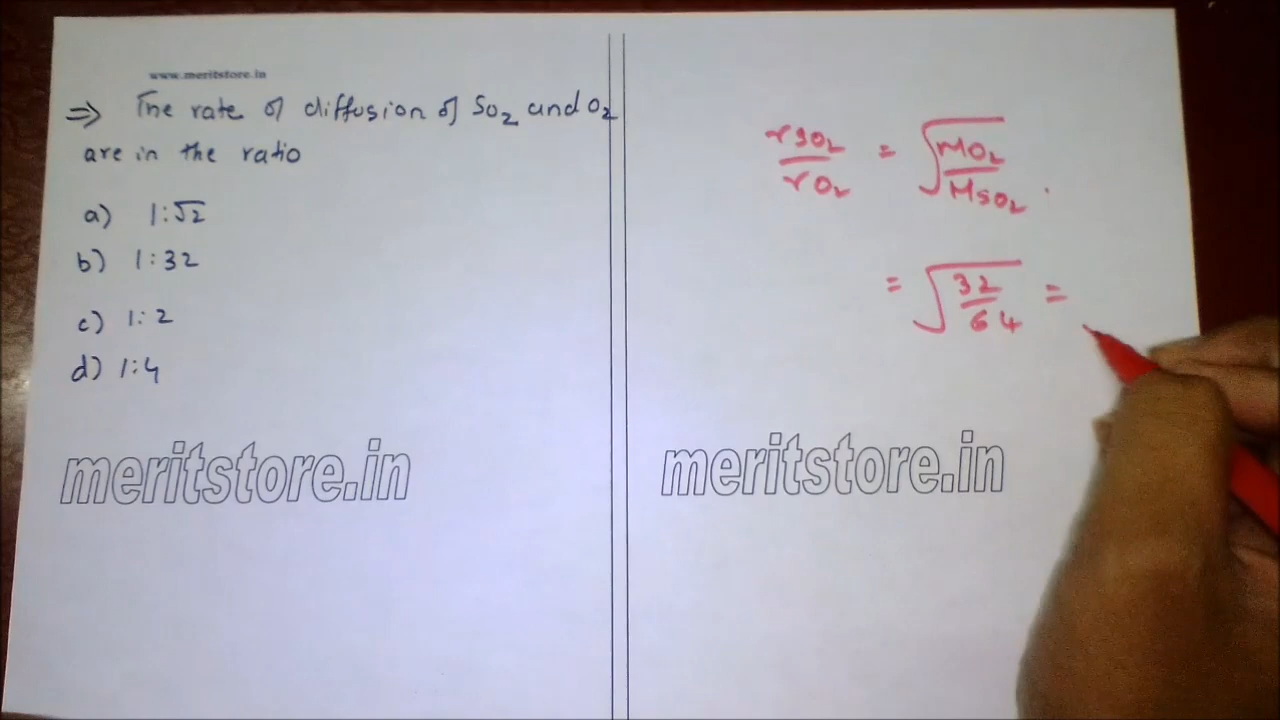 www.meritstore.in
⇒ The rate of diffusion of SO₂ and O₂
are in the ratio
a) 1:√2
b) 1:32
c) 1:2
d) 1:4
meritstore.in
rSO₂/rO₂ = √(MO₂/MSO₂)
= √(32/64) =
meritstore.in